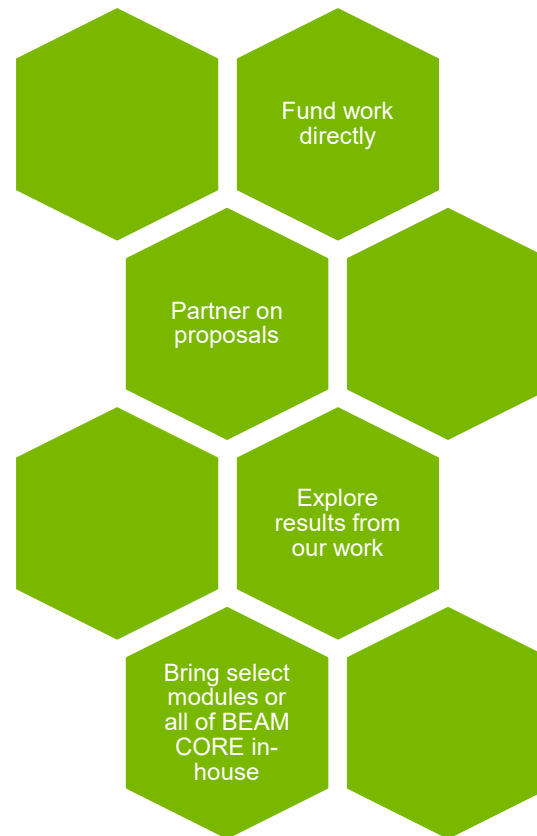 Fund work
directly
Partner on
proposals
Explore
results from
our work
Bring select
modules or
all of BEAM
CORE in-
house